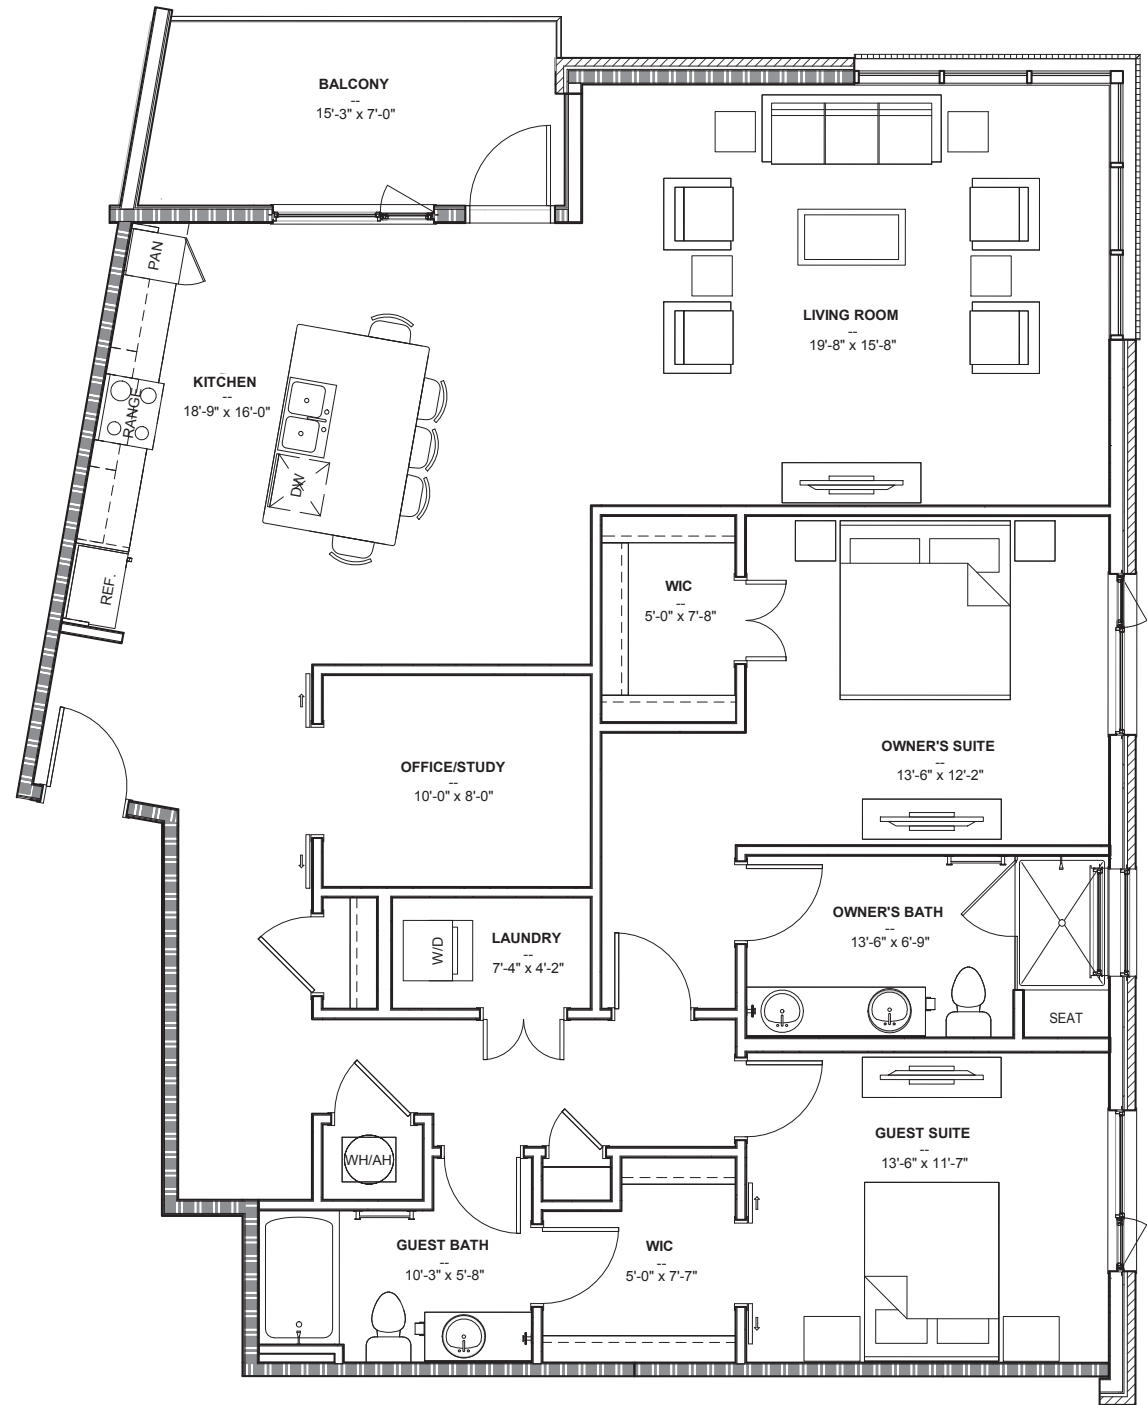 BALCONY
--
15'-3" x 7'-0"
PAN
LIVING ROOM
--
19'-8" x 15'-8"
KITCHEN
--
18'-9" x 16'-0"
RANGE
DW
REF.
WIC
--
5'-0" x 7'-8"
OWNER'S SUITE
--
13'-6" x 12'-2"
OFFICE/STUDY
--
10'-0" x 8'-0"
OWNER'S BATH
--
13'-6" x 6'-9"
W/D
LAUNDRY
--
7'-4" x 4'-2"
SEAT
GUEST SUITE
--
13'-6" x 11'-7"
WH/AH
GUEST BATH
--
10'-3" x 5'-8"
WIC
--
5'-0" x 7'-7"